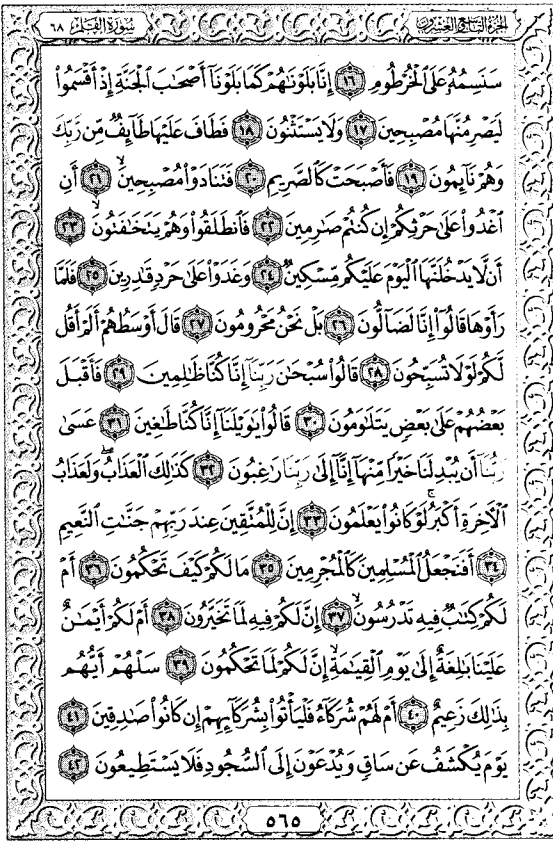 الجزء التاسع والعشرون
سورة القلم ٦٨
سَنَسِمُهُۥ عَلَى ٱلْخُرْطُومِ ١٦ إِنَّا بَلَوْنَٰهُمْ كَمَا بَلَوْنَآ أَصْحَٰبَ ٱلْجَنَّةِ إِذْ أَقْسَمُوا۟
لَيَصْرِمُنَّهَا مُصْبِحِينَ ١٧ وَلَا يَسْتَثْنُونَ ١٨ فَطَافَ عَلَيْهَا طَآئِفٌ مِّن رَّبِّكَ
وَهُمْ نَآئِمُونَ ١٩ فَأَصْبَحَتْ كَٱلصَّرِيمِ ٢٠ فَتَنَادَوْا۟ مُصْبِحِينَ ٢١ أَنِ
ٱغْدُوا۟ عَلَىٰ حَرْثِكُمْ إِن كُنتُمْ صَٰرِمِينَ ٢٢ فَٱنطَلَقُوا۟ وَهُمْ يَتَخَٰفَتُونَ ٢٣
أَن لَّا يَدْخُلَنَّهَا ٱلْيَوْمَ عَلَيْكُم مِّسْكِينٌ ٢٤ وَغَدَوْا۟ عَلَىٰ حَرْدٍ قَٰدِرِينَ ٢٥ فَلَمَّا
رَأَوْهَا قَالُوٓا۟ إِنَّا لَضَآلُّونَ ٢٦ بَلْ نَحْنُ مَحْرُومُونَ ٢٧ قَالَ أَوْسَطُهُمْ أَلَمْ أَقُل
لَّكُمْ لَوْلَا تُسَبِّحُونَ ٢٨ قَالُوا۟ سُبْحَٰنَ رَبِّنَآ إِنَّا كُنَّا ظَٰلِمِينَ ٢٩ فَأَقْبَلَ
بَعْضُهُمْ عَلَىٰ بَعْضٍ يَتَلَٰوَمُونَ ٣٠ قَالُوا۟ يَٰوَيْلَنَآ إِنَّا كُنَّا طَٰغِينَ ٣١ عَسَىٰ
رَبُّنَآ أَن يُبْدِلَنَا خَيْرًا مِّنْهَآ إِنَّآ إِلَىٰ رَبِّنَا رَٰغِبُونَ ٣٢ كَذَٰلِكَ ٱلْعَذَابُ ۖ وَلَعَذَابُ
ٱلْءَاخِرَةِ أَكْبَرُ ۚ لَوْ كَانُوا۟ يَعْلَمُونَ ٣٣ إِنَّ لِلْمُتَّقِينَ عِندَ رَبِّهِمْ جَنَّٰتِ ٱلنَّعِيمِ
٣٤ أَفَنَجْعَلُ ٱلْمُسْلِمِينَ كَٱلْمُجْرِمِينَ ٣٥ مَا لَكُمْ كَيْفَ تَحْكُمُونَ ٣٦ أَمْ
لَكُمْ كِتَٰبٌ فِيهِ تَدْرُسُونَ ٣٧ إِنَّ لَكُمْ فِيهِ لَمَا تَخَيَّرُونَ ٣٨ أَمْ لَكُمْ أَيْمَٰنٌ
عَلَيْنَا بَٰلِغَةٌ إِلَىٰ يَوْمِ ٱلْقِيَٰمَةِ ۙ إِنَّ لَكُمْ لَمَا تَحْكُمُونَ ٣٩ سَلْهُمْ أَيُّهُم
بِذَٰلِكَ زَعِيمٌ ٤٠ أَمْ لَهُمْ شُرَكَآءُ فَلْيَأْتُوا۟ بِشُرَكَآئِهِمْ إِن كَانُوا۟ صَٰدِقِينَ ٤١
يَوْمَ يُكْشَفُ عَن سَاقٍ وَيُدْعَوْنَ إِلَى ٱلسُّجُودِ فَلَا يَسْتَطِيعُونَ ٤٢
٥٦٥